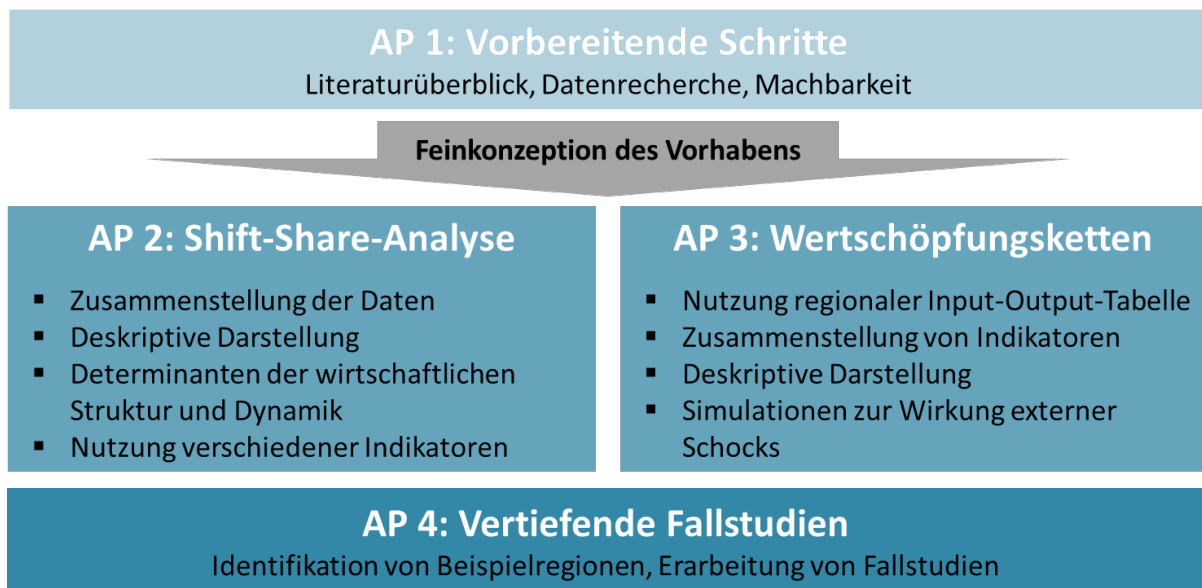 AP 1: Vorbereitende Schritte
Literaturüberblick, Datenrecherche, Machbarkeit
Feinkonzeption des Vorhabens
AP 2: Shift-Share-Analyse
▪ Zusammenstellung der Daten
▪ Deskriptive Darstellung
▪ Determinanten der wirtschaftlichen
Struktur und Dynamik
▪ Nutzung verschiedener Indikatoren
AP 3: Wertschöpfungsketten
▪ Nutzung regionaler Input-Output-Tabelle
▪ Zusammenstellung von Indikatoren
▪ Deskriptive Darstellung
▪ Simulationen zur Wirkung externer
Schocks
AP 4: Vertiefende Fallstudien
Identifikation von Beispielregionen, Erarbeitung von Fallstudien